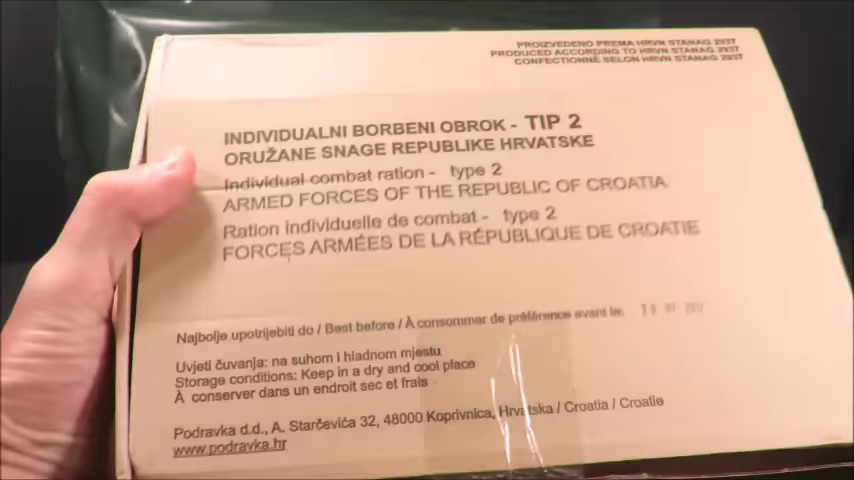 PROIZVEDENO PREMA HRVN STANAG 2937
PRODUCED ACCORDING TO HRVN STANAG 2937
CONFECTIONNÉ SELON HRVN STANAG 2937
INDIVIDUALNI BORBENI OBROK - TIP 2
ORUŽANE SNAGE REPUBLIKE HRVATSKE
Individual combat ration - type 2
ARMED FORCES OF THE REPUBLIC OF CROATIA
Ration individuelle de combat - type 2
FORCES ARMÉES DE LA RÉPUBLIQUE DE CROATIE
Najbolje upotrijebiti do / Best before / À consommer de préférence avant le:
Uvjeti čuvanja: na suhom i hladnom mjestu
Storage conditions: Keep in a dry and cool place
À conserver dans un endroit sec et frais
Podravka d.d., A. Starčevića 32, 48000 Koprivnica, Hrvatska / Croatia / Croatie
www.podravka.hr